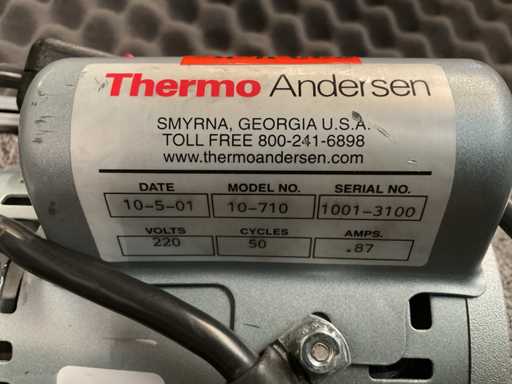 Thermo Andersen
SMYRNA, GEORGIA U.S.A.
TOLL FREE 800-241-6898
www.thermoandersen.com
DATE MODEL NO. SERIAL NO.
10-5-01 10-710 1001-3100
VOLTS CYCLES AMPS.
220 50 .87